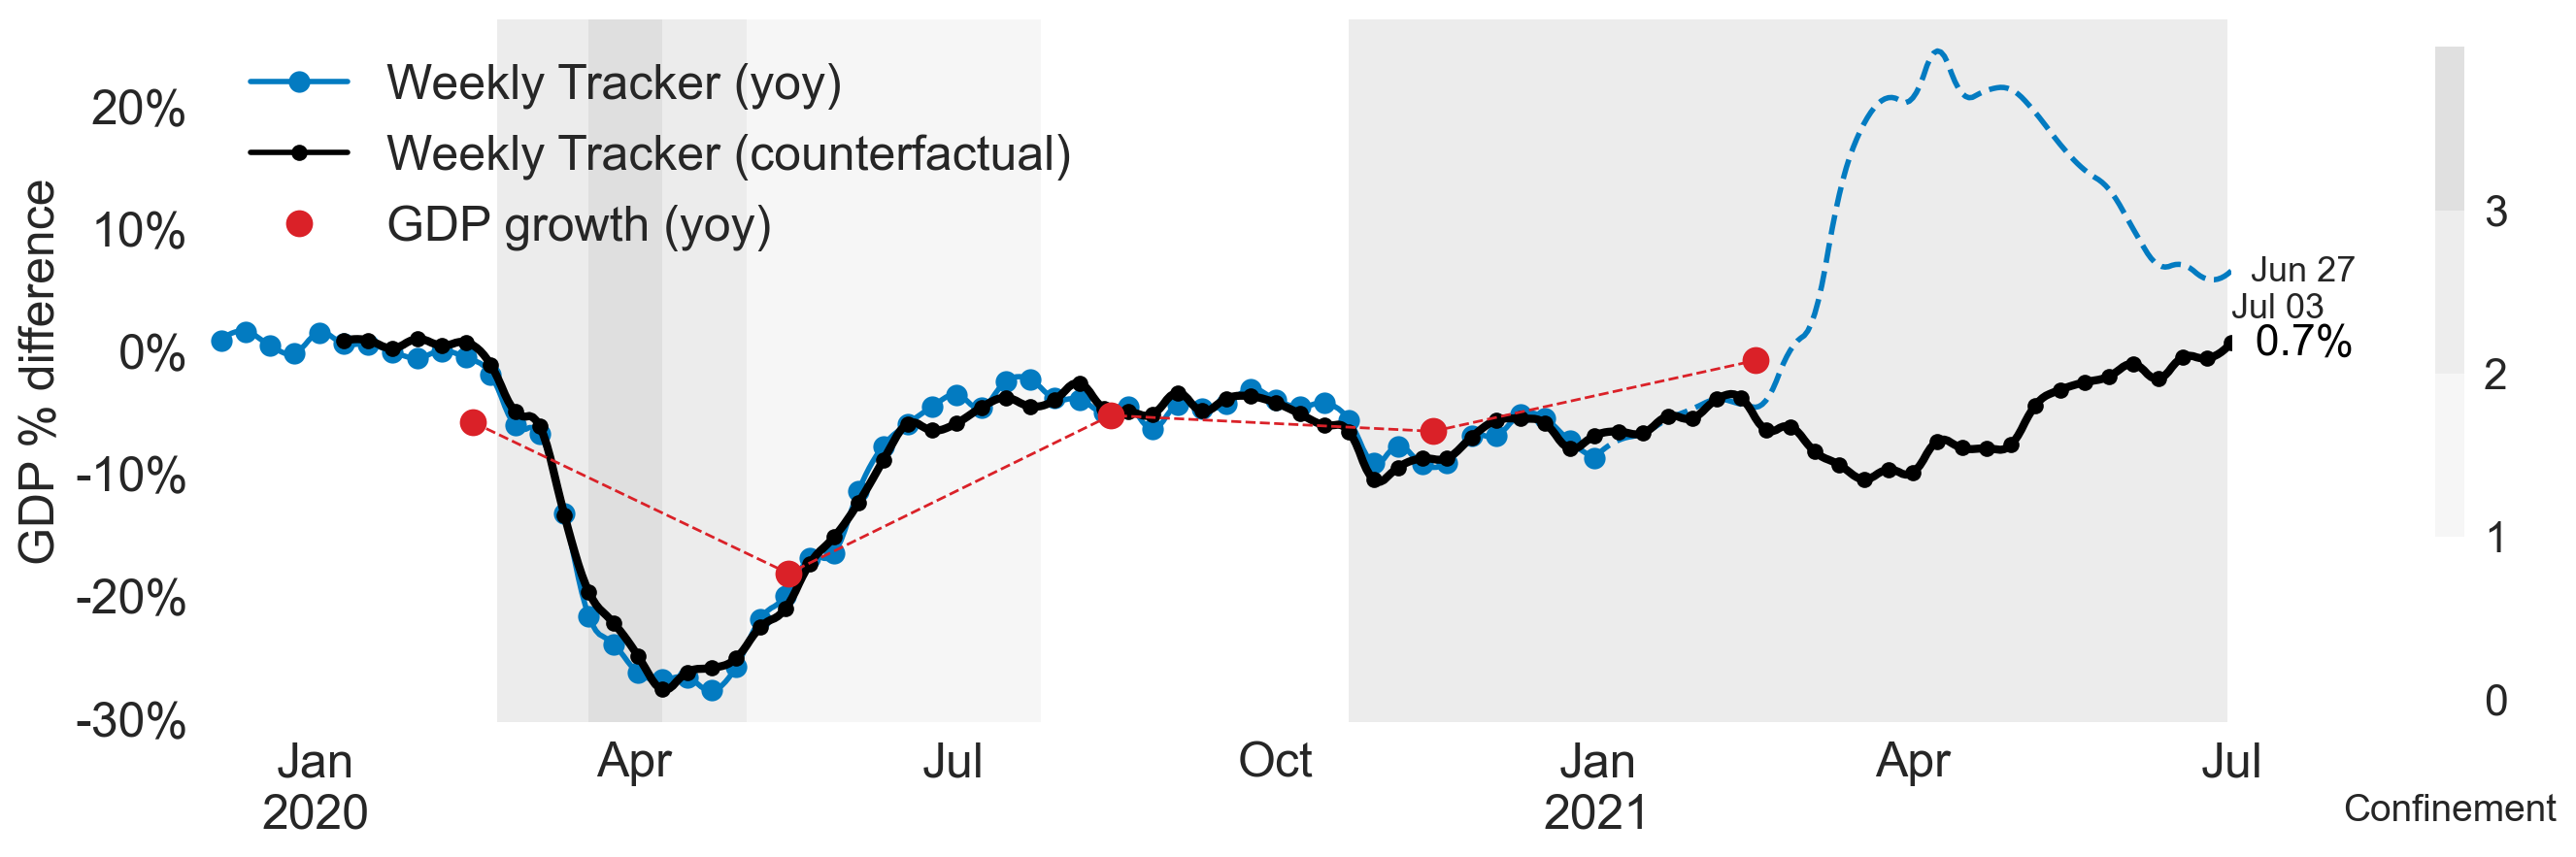 Weekly Tracker (yoy)
Weekly Tracker (counterfactual)
GDP growth (yoy)
GDP % difference
20%
10%
0%
-10%
-20%
-30%
Jun 27
Jul 03
0.7%
Jan
2020
Apr
Jul
Oct
Jan
2021
Apr
Jul
3
2
1
0
Confinement